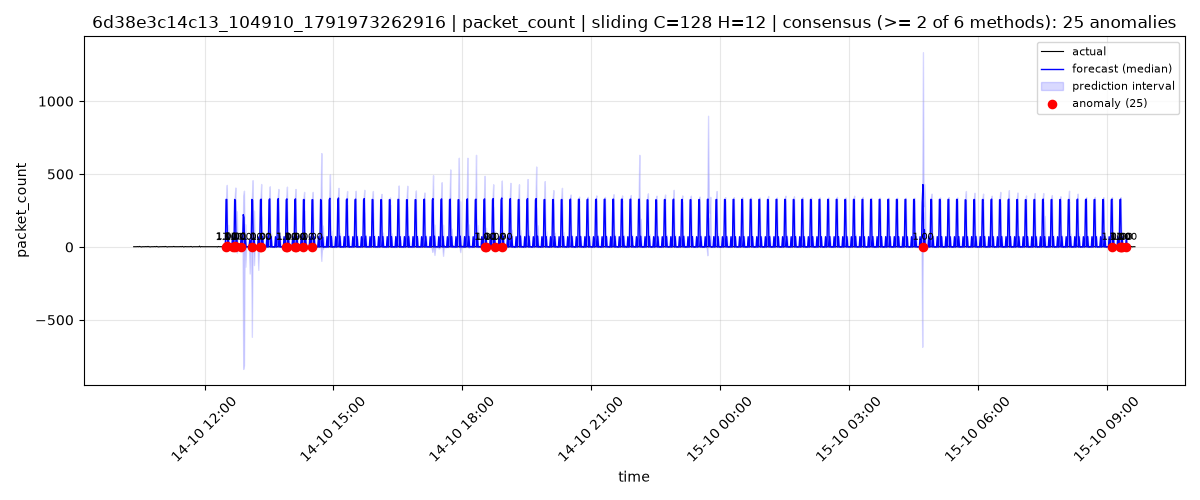 6d38e3c14c13_104910_1791973262916 | packet_count | sliding C=128 H=12 | consensus (>= 2 of 6 methods): 25 anomalies
actual
forecast (median)
prediction interval
anomaly (25)
packet_count
1000
500
0
−500
14-10 12:00
14-10 15:00
14-10 18:00
14-10 21:00
15-10 00:00
15-10 03:00
15-10 06:00
15-10 09:00
time